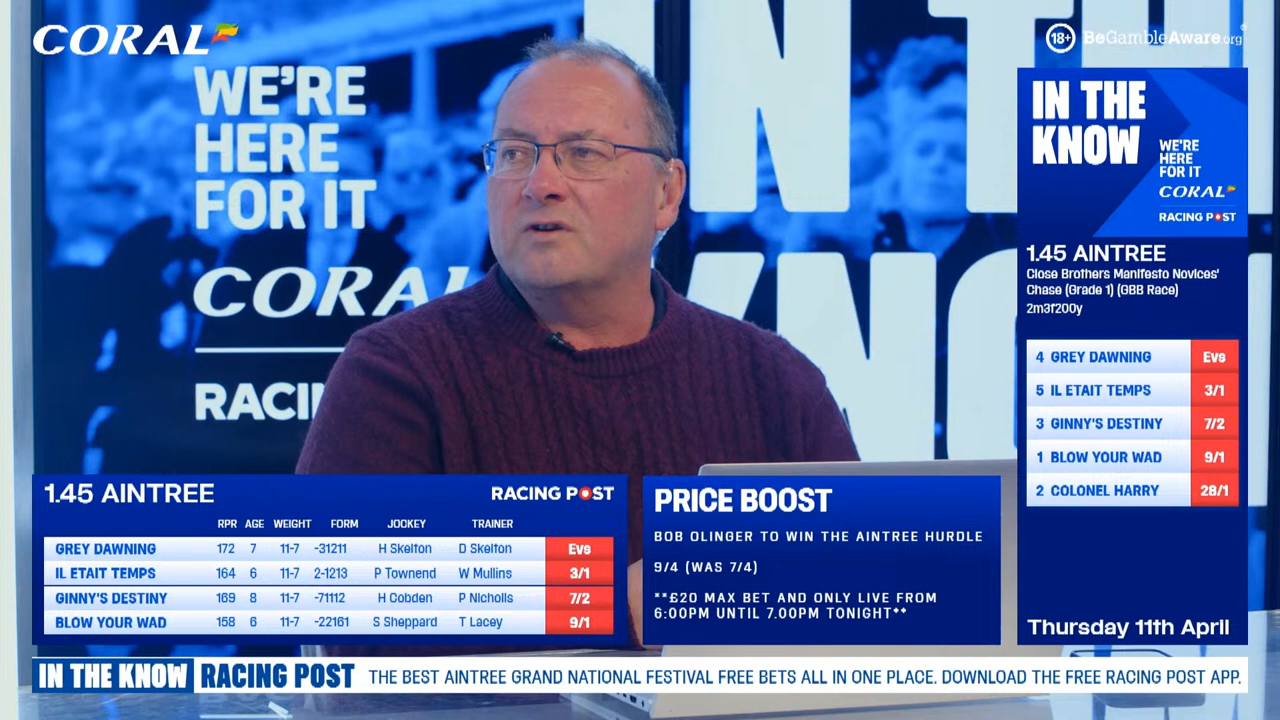 CORAL
18+ BeGambleAware.org
WE'RE
HERE
FOR IT
CORAL
RACI
IN TH
KNO
IN THE
KNOW
WE'RE
HERE
FOR IT
CORAL
RACING POST
1.45 AINTREE
Close Brothers Manifesto Novices'
Chase (Grade 1) (GBB Race)
2m3f200y
4 GREY DAWNING Evs
5 IL ETAIT TEMPS 3/1
3 GINNY'S DESTINY 7/2
1 BLOW YOUR WAD 9/1
2 COLONEL HARRY 28/1
Thursday 11th April
1.45 AINTREE RACING POST
RPR AGE WEIGHT FORM JOCKEY TRAINER
GREY DAWNING 172 7 11-7 -31211 H Skelton D Skelton Evs
IL ETAIT TEMPS 164 6 11-7 2-1213 P Townend W Mullins 3/1
GINNY'S DESTINY 169 8 11-7 -71112 H Cobden P Nicholls 7/2
BLOW YOUR WAD 158 6 11-7 -22161 S Sheppard T Lacey 9/1
PRICE BOOST
BOB OLINGER TO WIN THE AINTREE HURDLE
9/4 (WAS 7/4)
**£20 MAX BET AND ONLY LIVE FROM
6:00PM UNTIL 7.00PM TONIGHT**
IN THE KNOW RACING POST THE BEST AINTREE GRAND NATIONAL FESTIVAL FREE BETS ALL IN ONE PLACE. DOWNLOAD THE FREE RACING POST APP.